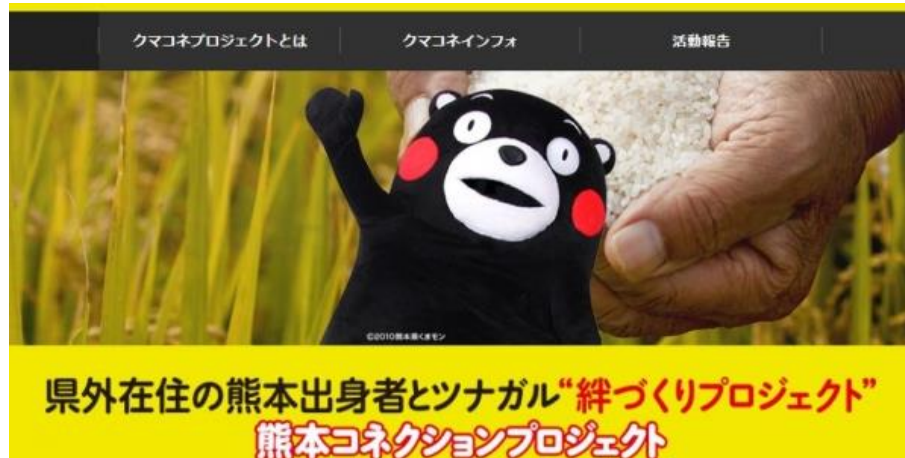 クマコネプロジェクトとは
クマコネインフォ
活動報告
©2010熊本県くまモン
県外在住の熊本出身者とツナガル“絆づくりプロジェクト”
熊本コネクションプロジェクト